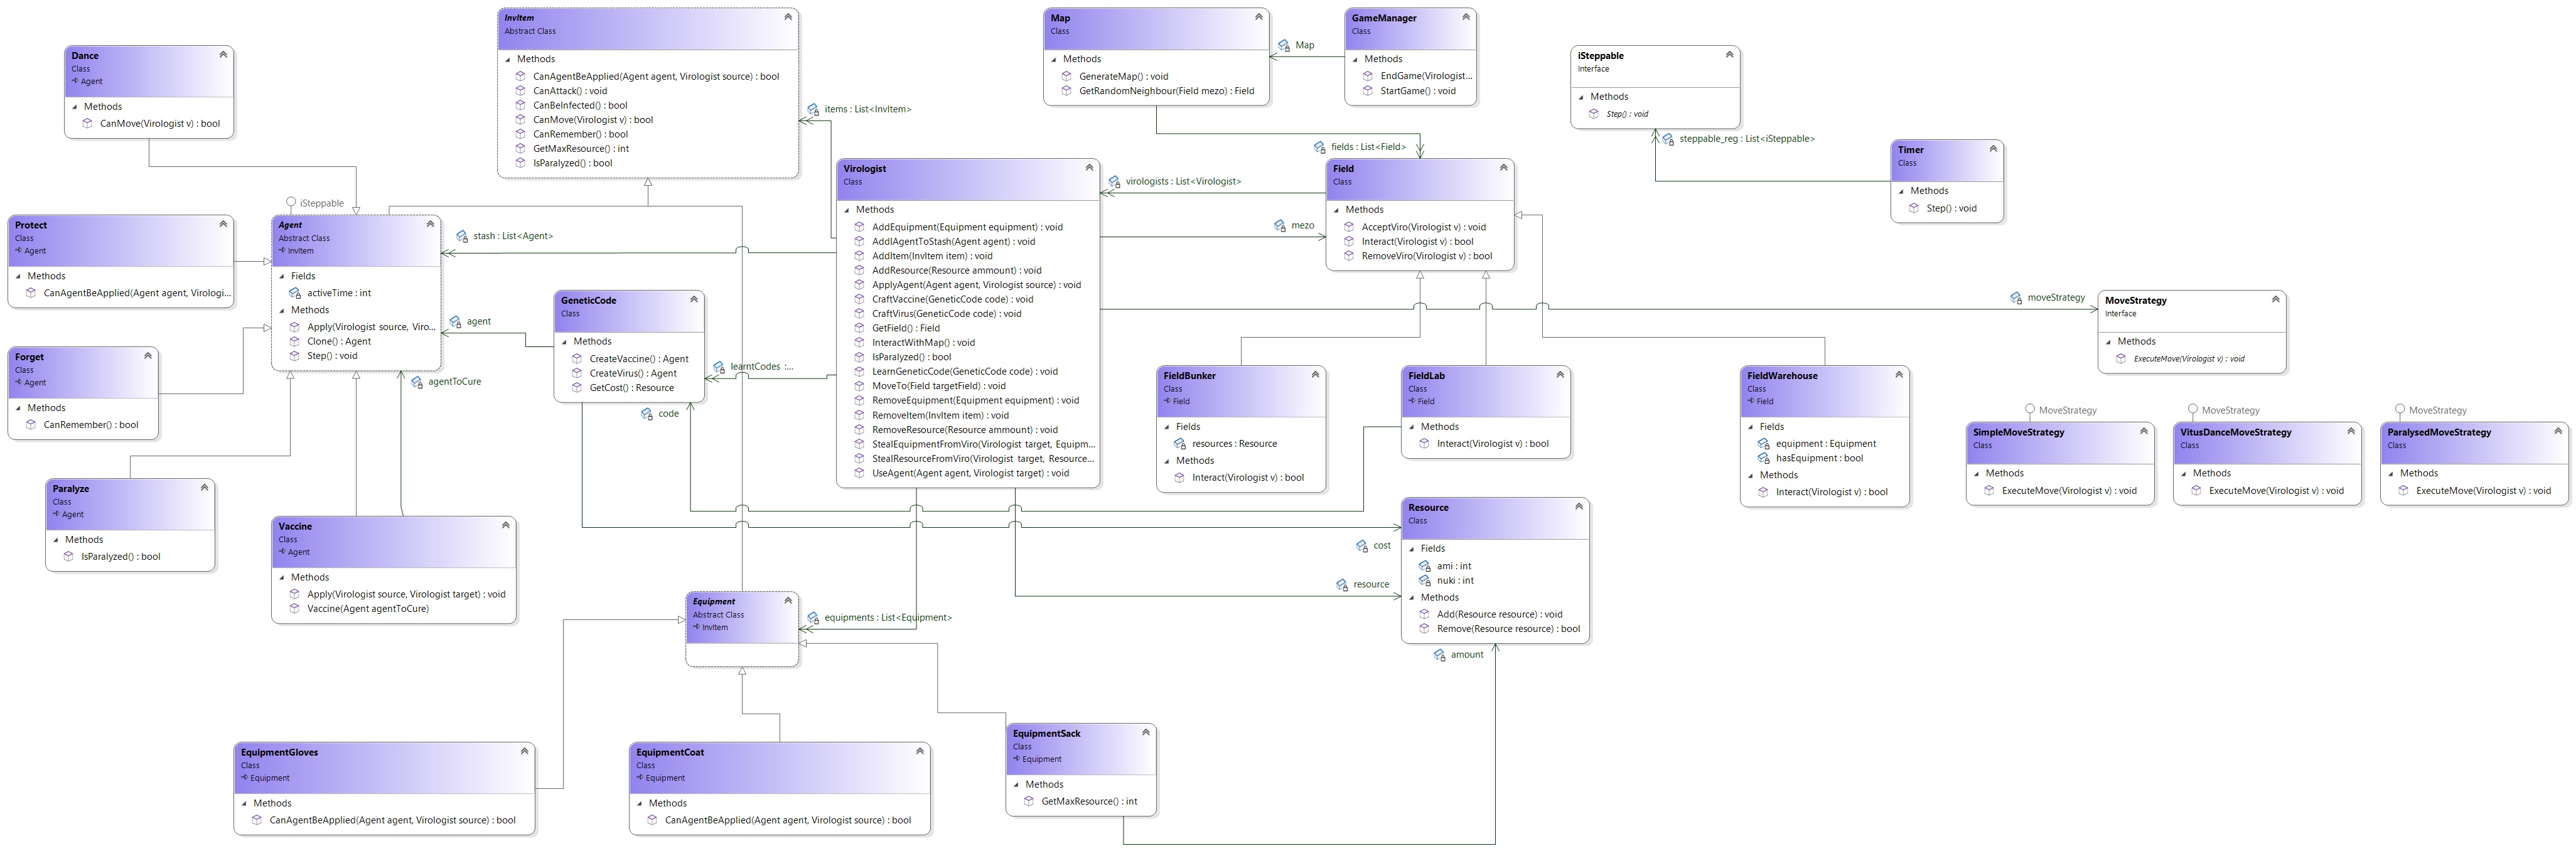 Dance
Class
Agent
Methods
CanMove(Virologist v) : bool
InvItem
Abstract Class
Methods
CanAgentBeApplied(Agent agent, Virologist source) : bool
CanAttack() : void
CanBeInfected() : bool
CanMove(Virologist v) : bool
CanRemember() : bool
GetMaxResource() : int
IsParalyzed() : bool
items : List<InvItem>
Map
Class
Methods
GenerateMap() : void
GetRandomNeighbour(Field mezo) : Field
Map
GameManager
Class
Methods
EndGame(Virologist...
StartGame() : void
fields : List<Field>
iSteppable
Interface
Methods
Step() : void
steppable_reg : List<iSteppable>
Timer
Class
Methods
Step() : void
Protect
Class
Agent
Methods
CanAgentBeApplied(Agent agent, Virologi...
iSteppable
Agent
Abstract Class
InvItem
Fields
activeTime : int
Methods
Apply(Virologist source, Viro...
Clone() : Agent
Step() : void
stash : List<Agent>
agent
agentToCure
Forget
Class
Agent
Methods
CanRemember() : bool
Paralyze
Class
Agent
Methods
IsParalyzed() : bool
Vaccine
Class
Agent
Methods
Apply(Virologist source, Virologist target) : void
Vaccine(Agent agentToCure)
GeneticCode
Class
Methods
CreateVaccine() : Agent
CreateVirus() : Agent
GetCost() : Resource
learntCodes :...
code
Virologist
Class
Methods
AddEquipment(Equipment equipment) : void
AddIAgentToStash(Agent agent) : void
AddItem(InvItem item) : void
AddResource(Resource ammount) : void
ApplyAgent(Agent agent, Virologist source) : void
CraftVaccine(GeneticCode code) : void
CraftVirus(GeneticCode code) : void
GetField() : Field
InteractWithMap() : void
IsParalyzed() : bool
LearnGeneticCode(GeneticCode code) : void
MoveTo(Field targetField) : void
RemoveEquipment(Equipment equipment) : void
RemoveItem(InvItem item) : void
RemoveResource(Resource ammount) : void
StealEquipmentFromViro(Virologist target, Equipm...
StealResourceFromViro(Virologist target, Resource...
UseAgent(Agent agent, Virologist target) : void
virologists : List<Virologist>
mezo
Field
Class
Methods
AcceptViro(Virologist v) : void
Interact(Virologist v) : bool
RemoveViro(Virologist v) : bool
moveStrategy
MoveStrategy
Interface
Methods
ExecuteMove(Virologist v) : void
FieldBunker
Class
Field
Fields
resources : Resource
Methods
Interact(Virologist v) : bool
FieldLab
Class
Field
Methods
Interact(Virologist v) : bool
FieldWarehouse
Class
Field
Fields
equipment : Equipment
hasEquipment : bool
Methods
Interact(Virologist v) : bool
MoveStrategy
SimpleMoveStrategy
Class
Methods
ExecuteMove(Virologist v) : void
MoveStrategy
VitusDanceMoveStrategy
Class
Methods
ExecuteMove(Virologist v) : void
MoveStrategy
ParalysedMoveStrategy
Class
Methods
ExecuteMove(Virologist v) : void
cost
resource
Resource
Class
Fields
ami : int
nuki : int
Methods
Add(Resource resource) : void
Remove(Resource resource) : bool
amount
Equipment
Abstract Class
InvItem
equipments : List<Equipment>
EquipmentGloves
Class
Equipment
Methods
CanAgentBeApplied(Agent agent, Virologist source) : bool
EquipmentCoat
Class
Equipment
Methods
CanAgentBeApplied(Agent agent, Virologist source) : bool
EquipmentSack
Class
Equipment
Methods
GetMaxResource() : int